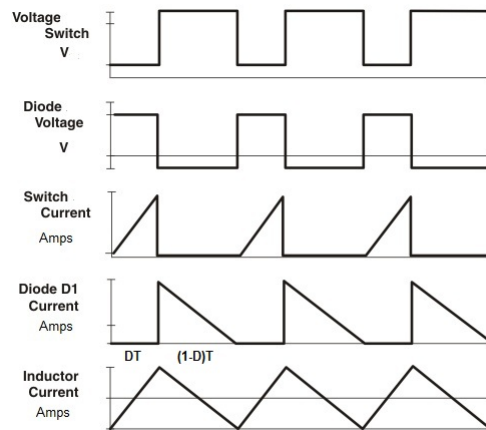 Voltage
Switch
V
Diode
Voltage
V
Switch
Current
Amps
Diode D1
Current
Amps
DT (1-D)T
Inductor
Current
Amps